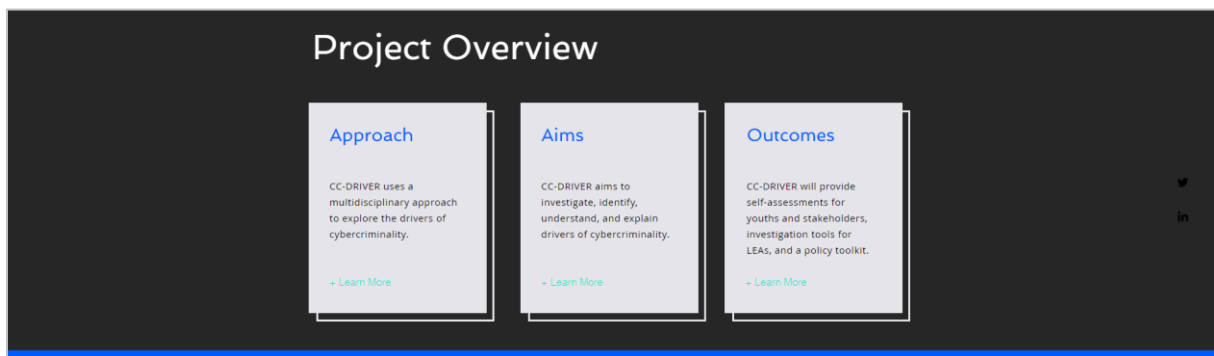 Project Overview
Approach
CC-DRIVER uses a
multidisciplinary approach
to explore the drivers of
cybercriminality.
+ Learn More
Aims
CC-DRIVER aims to
investigate, identify,
understand, and explain
drivers of cybercriminality.
+ Learn More
Outcomes
CC-DRIVER will provide
self-assessments for
youths and stakeholders,
investigation tools for
LEAs, and a policy toolkit.
+ Learn More
in